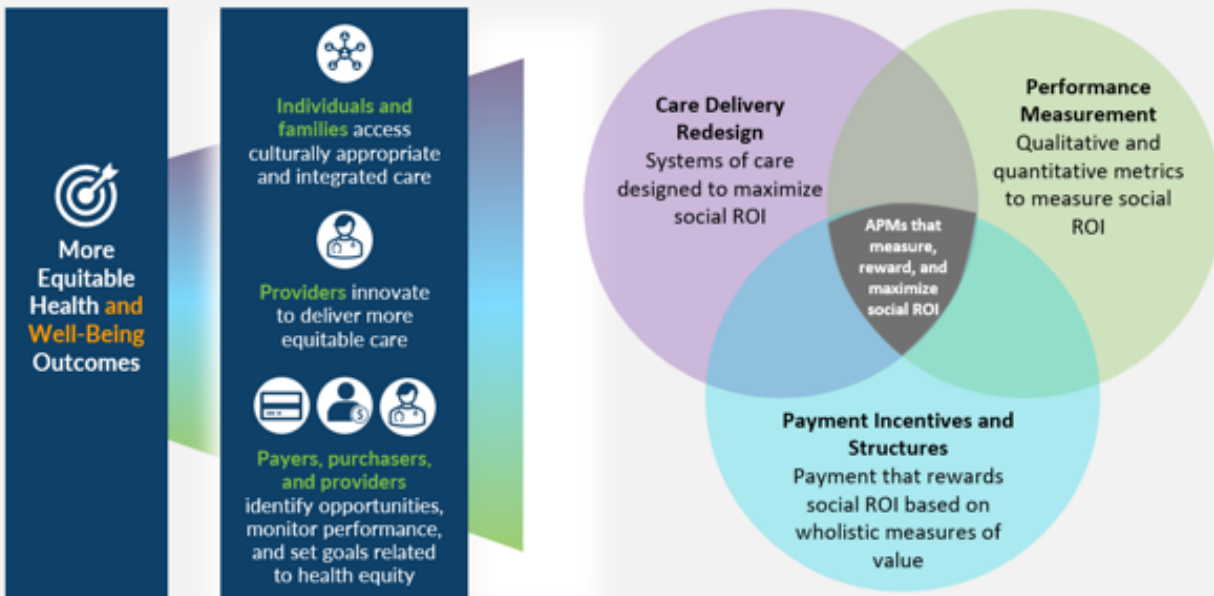 More
Equitable
Health and
Well-Being
Outcomes
Individuals and
families access
culturally appropriate
and integrated care
Providers innovate
to deliver more
equitable care
$
Payers, purchasers,
and providers
identify opportunities,
monitor performance,
and set goals related
to health equity
Care Delivery
Redesign
Systems of care
designed to maximize
social ROI
Performance
Measurement
Qualitative and
quantitative metrics
to measure social
ROI
APMs that
measure,
reward, and
maximize
social ROI
Payment Incentives and
Structures
Payment that rewards
social ROI based on
wholistic measures of
value